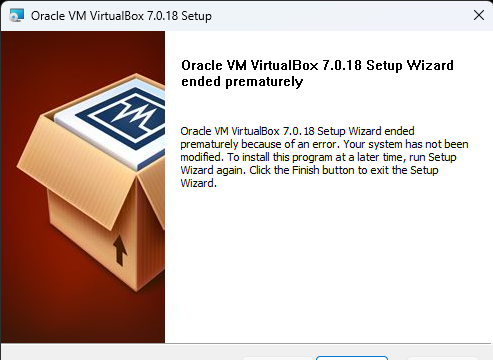 Oracle VM VirtualBox 7.0.18 Setup
Oracle VM VirtualBox 7.0.18 Setup Wizard
ended prematurely
Oracle VM VirtualBox 7.0.18 Setup Wizard ended
prematurely because of an error. Your system has not been
modified. To install this program at a later time, run Setup
Wizard again. Click the Finish button to exit the Setup
Wizard.